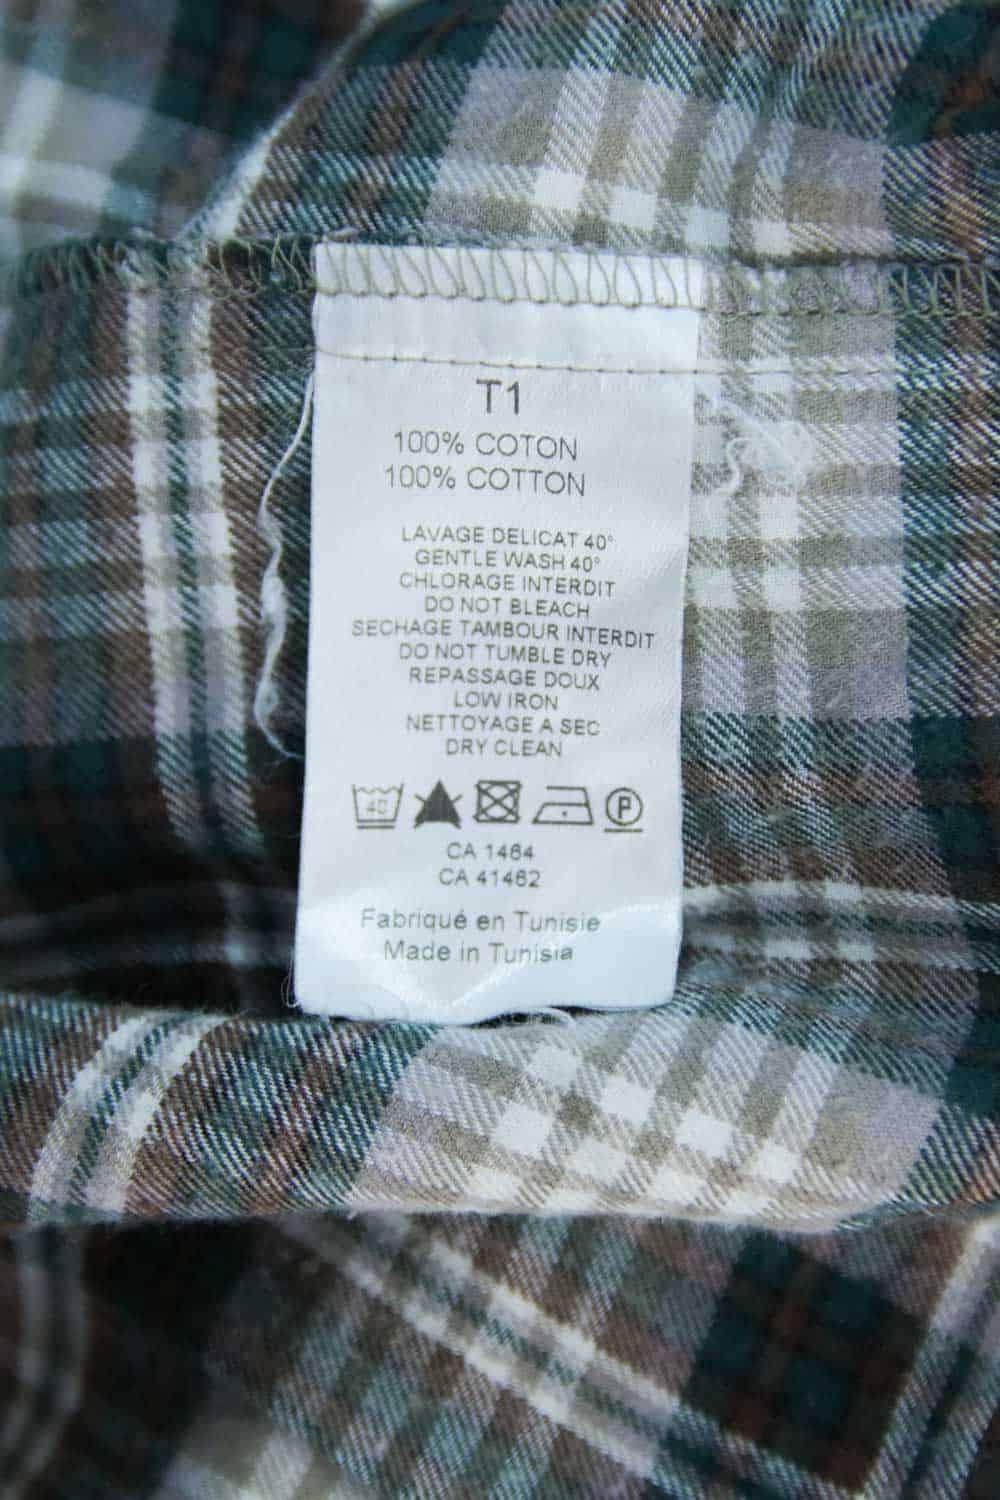 T1
100% COTON
100% COTTON
LAVAGE DELICAT 40°
GENTLE WASH 40°
CHLORAGE INTERDIT
DO NOT BLEACH
SECHAGE TAMBOUR INTERDIT
DO NOT TUMBLE DRY
REPASSAGE DOUX
LOW IRON
NETTOYAGE A SEC
DRY CLEAN
40° P
CA 1464
CA 41462
Fabriqué en Tunisie
Made in Tunisia